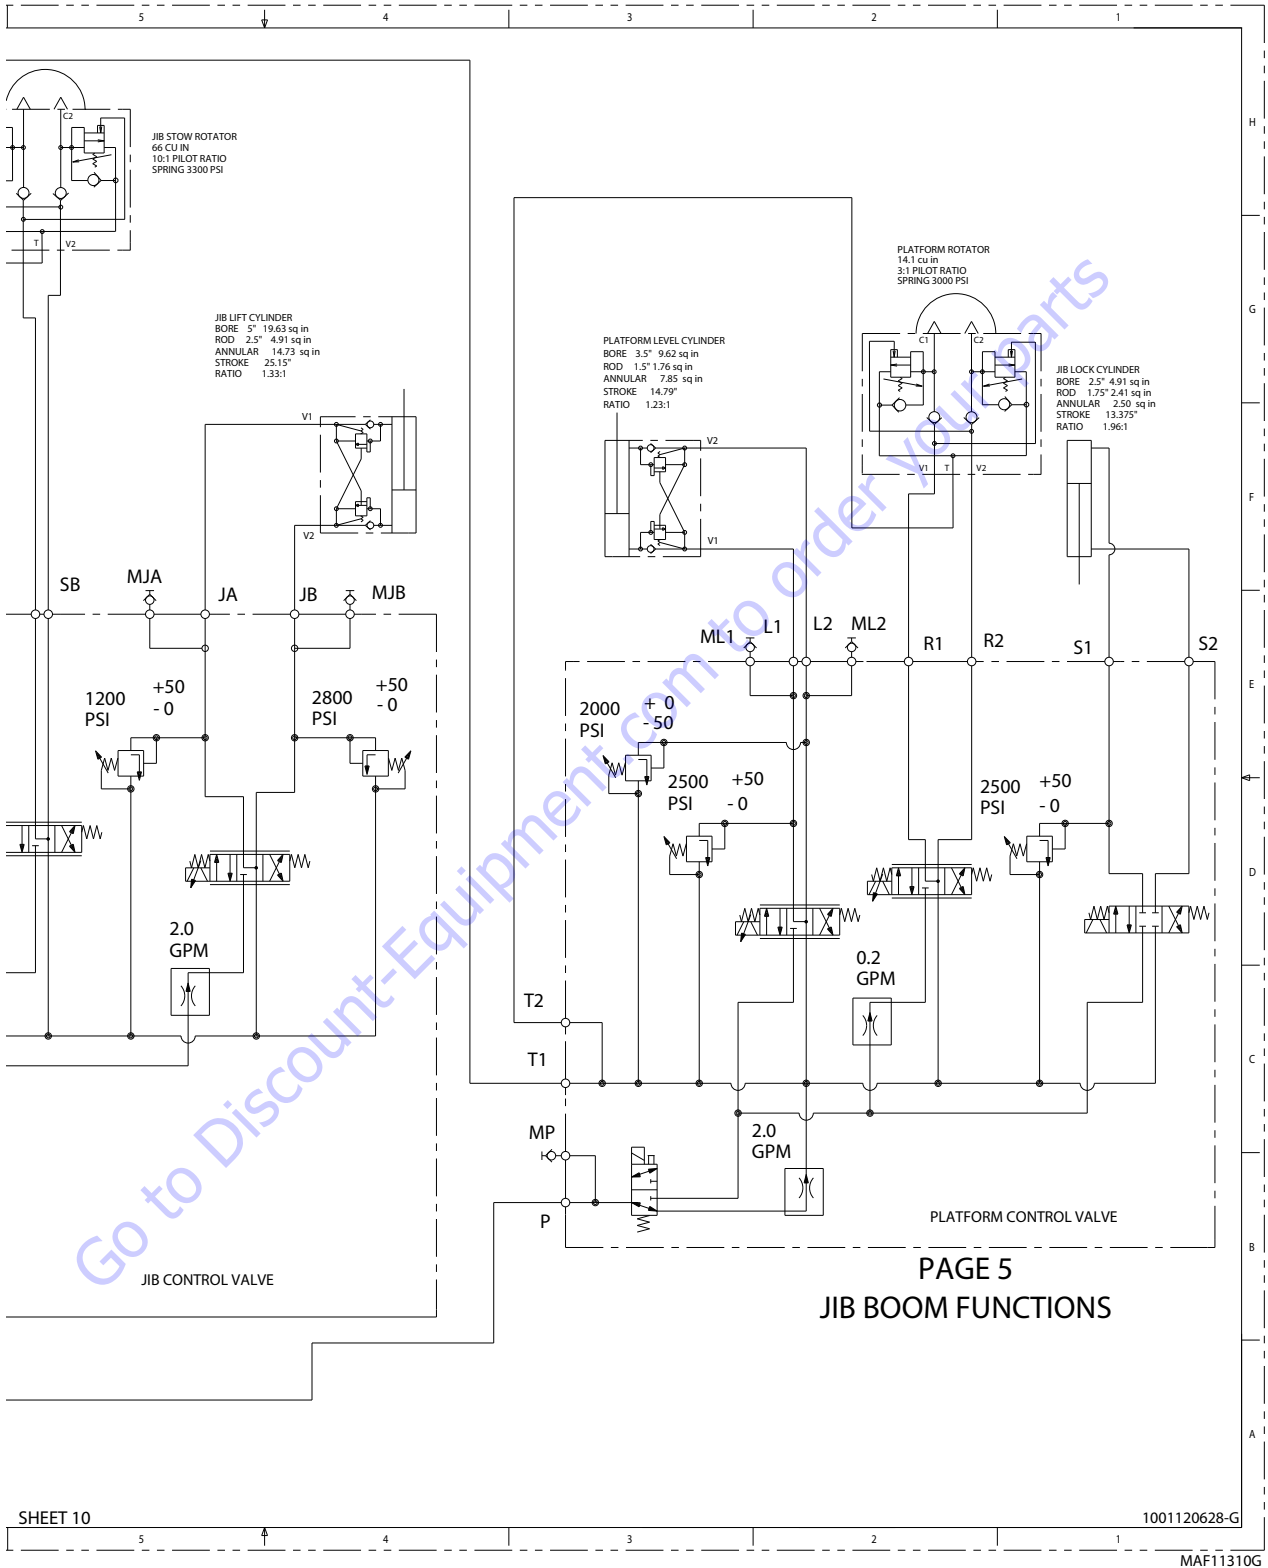 5 4 3 2 1
H
G
F
E
D
C
B
A
C2
JIB STOW ROTATOR
66 CU IN
10:1 PILOT RATIO
SPRING 3300 PSI
T V2
JIB LIFT CYLINDER
BORE 5" 19.63 sq in
ROD 2.5" 4.91 sq in
ANNULAR 14.73 sq in
STROKE 25.15"
RATIO 1.33:1
V1
V2
PLATFORM LEVEL CYLINDER
BORE 3.5" 9.62 sq in
ROD 1.5" 1.76 sq in
ANNULAR 7.85 sq in
STROKE 14.79"
RATIO 1.23:1
V2
V1
PLATFORM ROTATOR
14.1 cu in
3:1 PILOT RATIO
SPRING 3000 PSI
C1 C2
V1 T V2
JIB LOCK CYLINDER
BORE 2.5" 4.91 sq in
ROD 1.75" 2.41 sq in
ANNULAR 2.50 sq in
STROKE 13.375"
RATIO 1.96:1
SB MJA JA JB MJB
1200 PSI +50 - 0
2800 PSI +50 - 0
2.0 GPM
JIB CONTROL VALVE
ML1 L1 L2 ML2 R1 R2 S1 S2
2000 PSI + 0 - 50
2500 PSI +50 - 0
2500 PSI +50 - 0
0.2 GPM
T2
T1
MP
P
2.0 GPM
PLATFORM CONTROL VALVE
PAGE 5
JIB BOOM FUNCTIONS
Go to Discount-Equipment.com to order your parts
SHEET 10
1001120628-G
5 4 3 2 1
MAF11310G